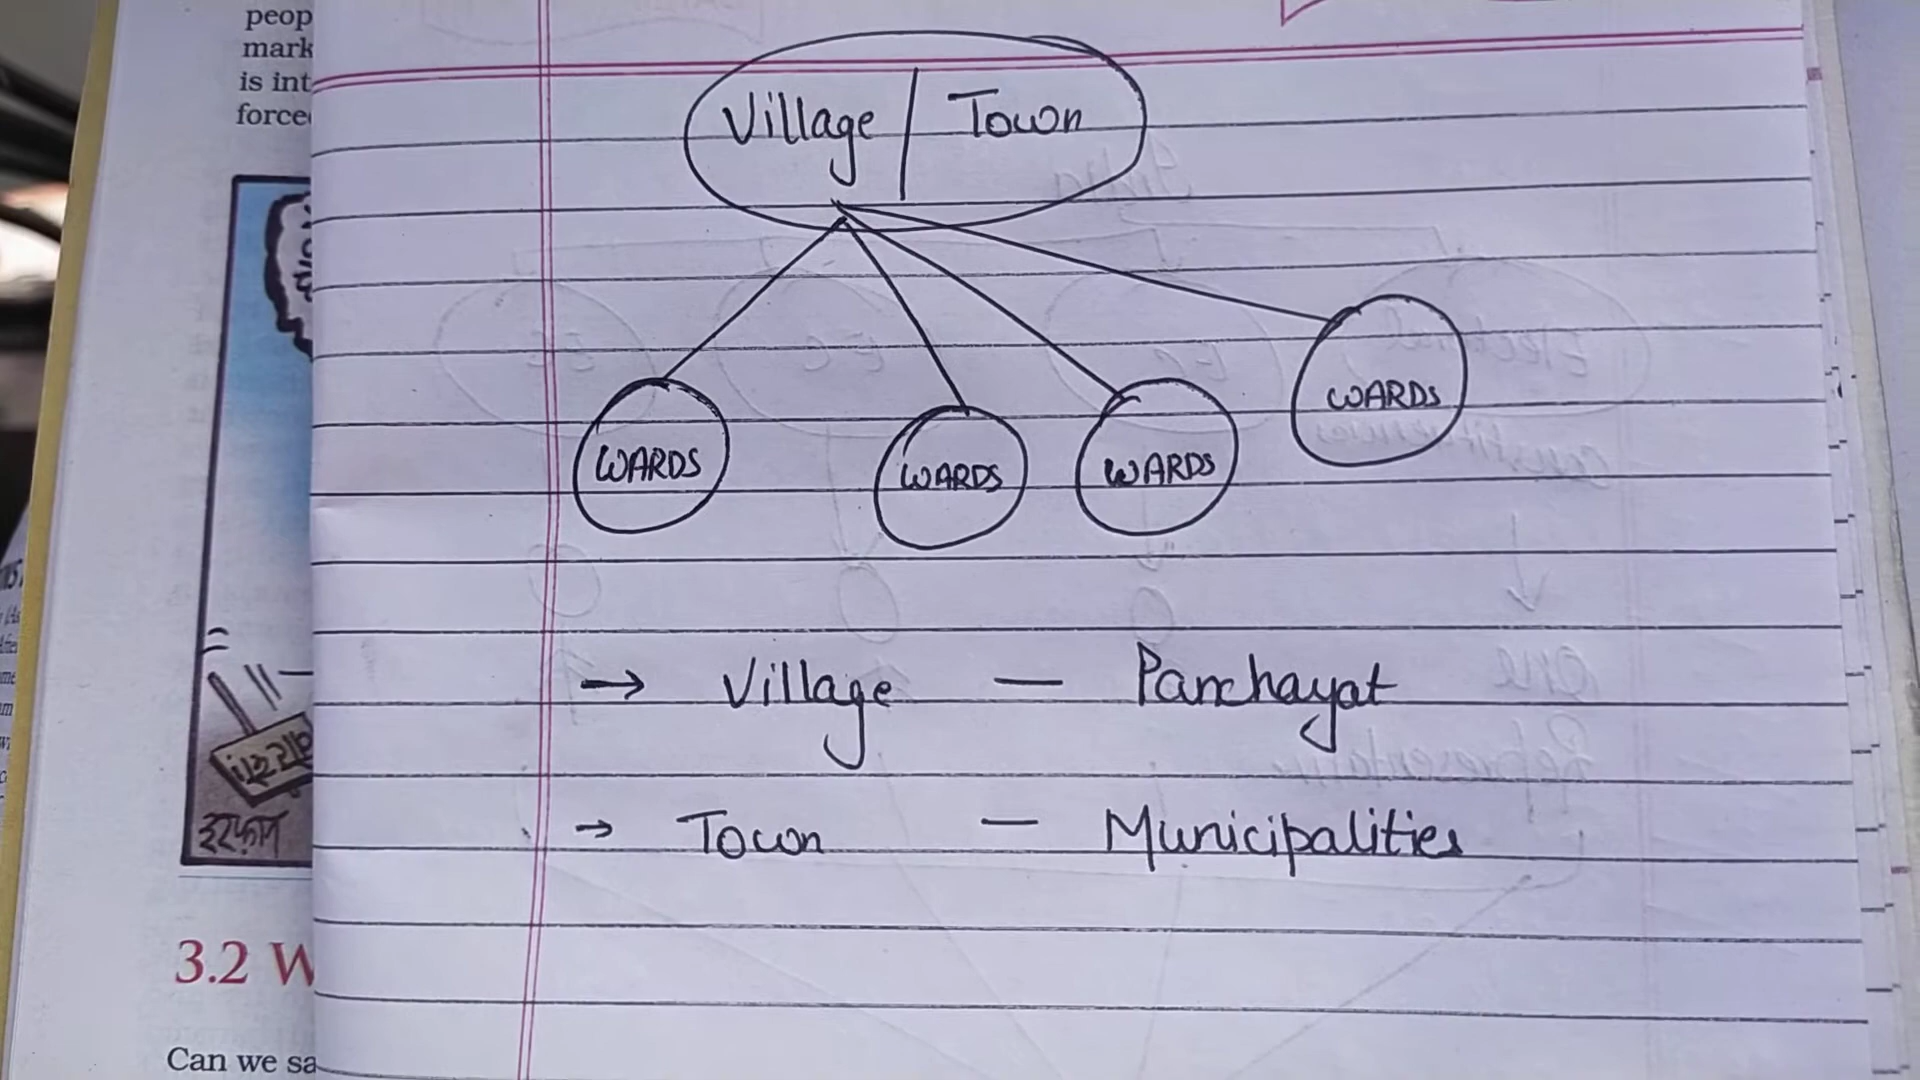 peop
mark
is int
force
Village | Town
WARDS
WARDS
WARDS
WARDS
→ Village — Panchayat
→ Town — Municipalities
इरफ़ान
3.2 W
Can we sa